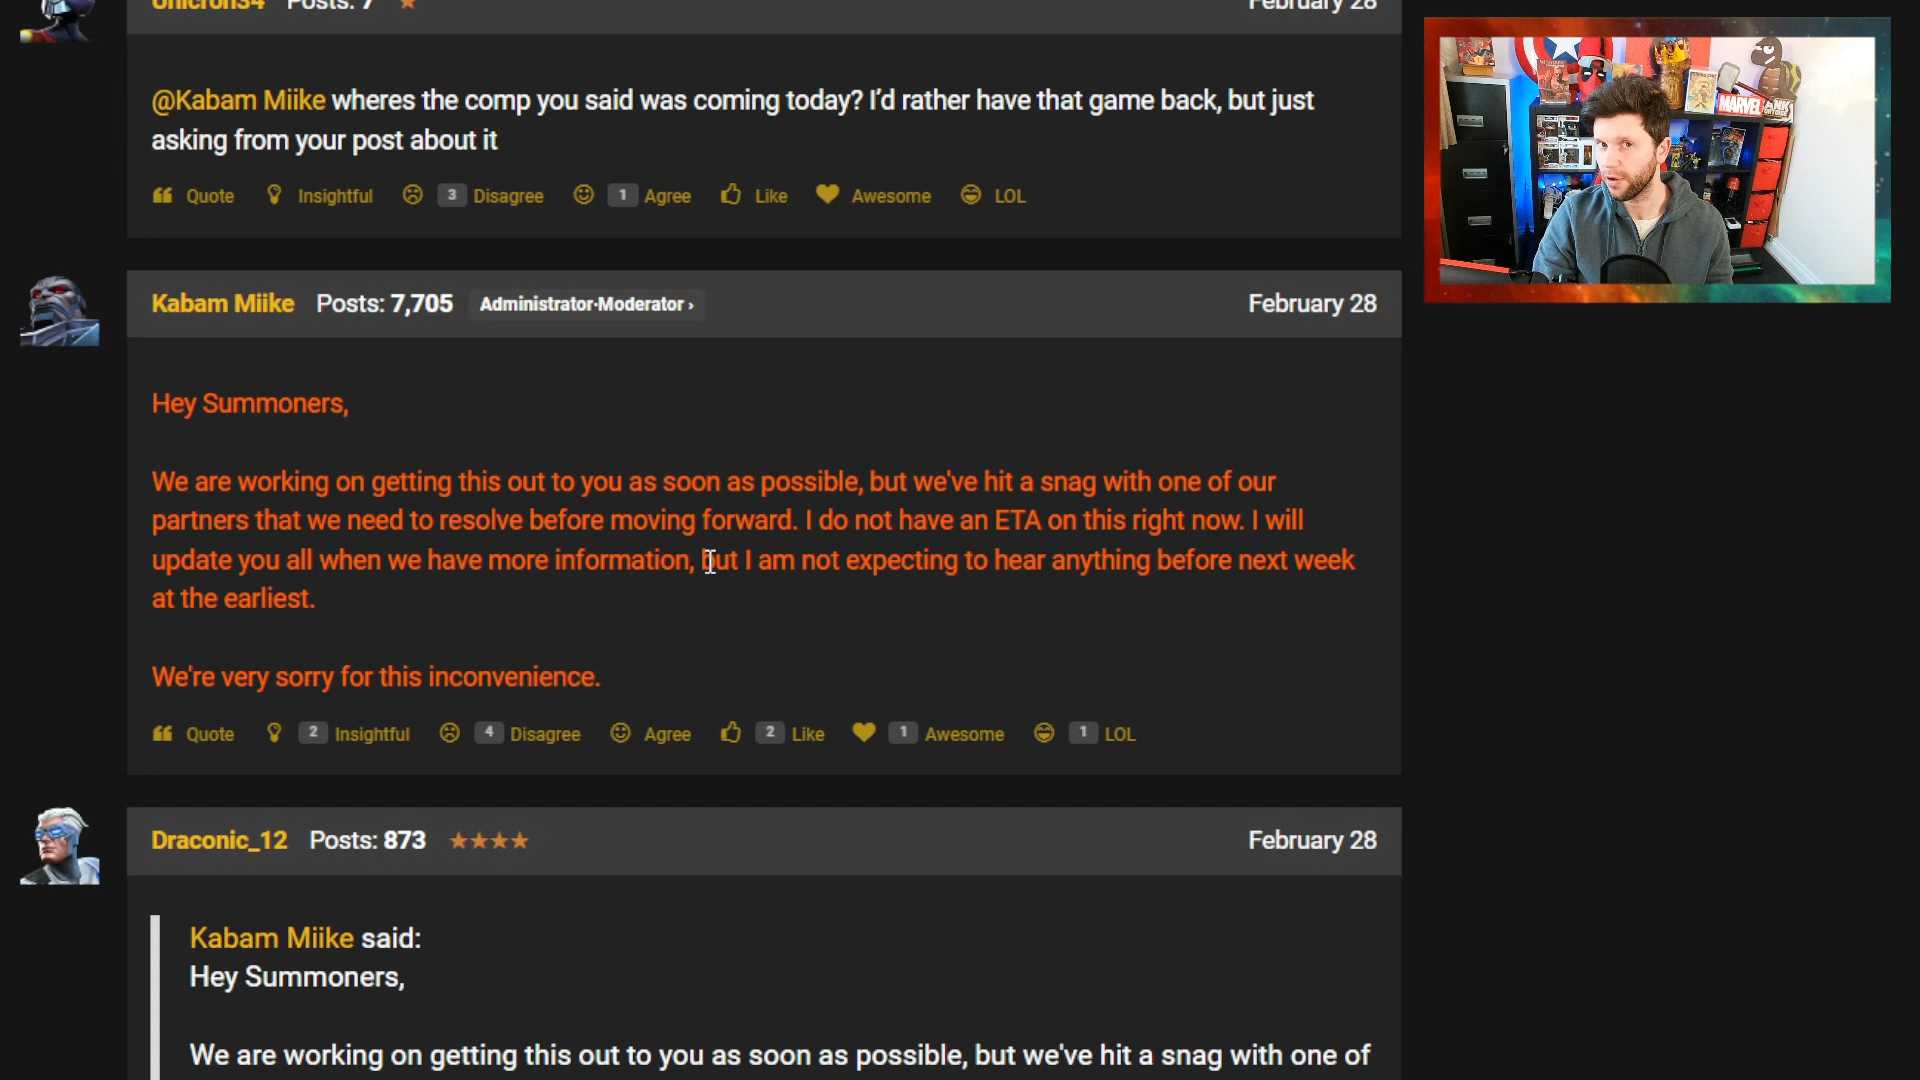 Unicron34 Posts: 7 February 28
@Kabam Miike wheres the comp you said was coming today? I'd rather have that game back, but just
asking from your post about it
Quote Insightful 3 Disagree 1 Agree Like Awesome LOL
Kabam Miike Posts: 7,705 Administrator·Moderator › February 28
Hey Summoners,
We are working on getting this out to you as soon as possible, but we've hit a snag with one of our
partners that we need to resolve before moving forward. I do not have an ETA on this right now. I will
update you all when we have more information, but I am not expecting to hear anything before next week
at the earliest.
We're very sorry for this inconvenience.
Quote 2 Insightful 4 Disagree Agree 2 Like 1 Awesome 1 LOL
Draconic_12 Posts: 873 February 28
Kabam Miike said:
Hey Summoners,
We are working on getting this out to you as soon as possible, but we've hit a snag with one of
MARVEL